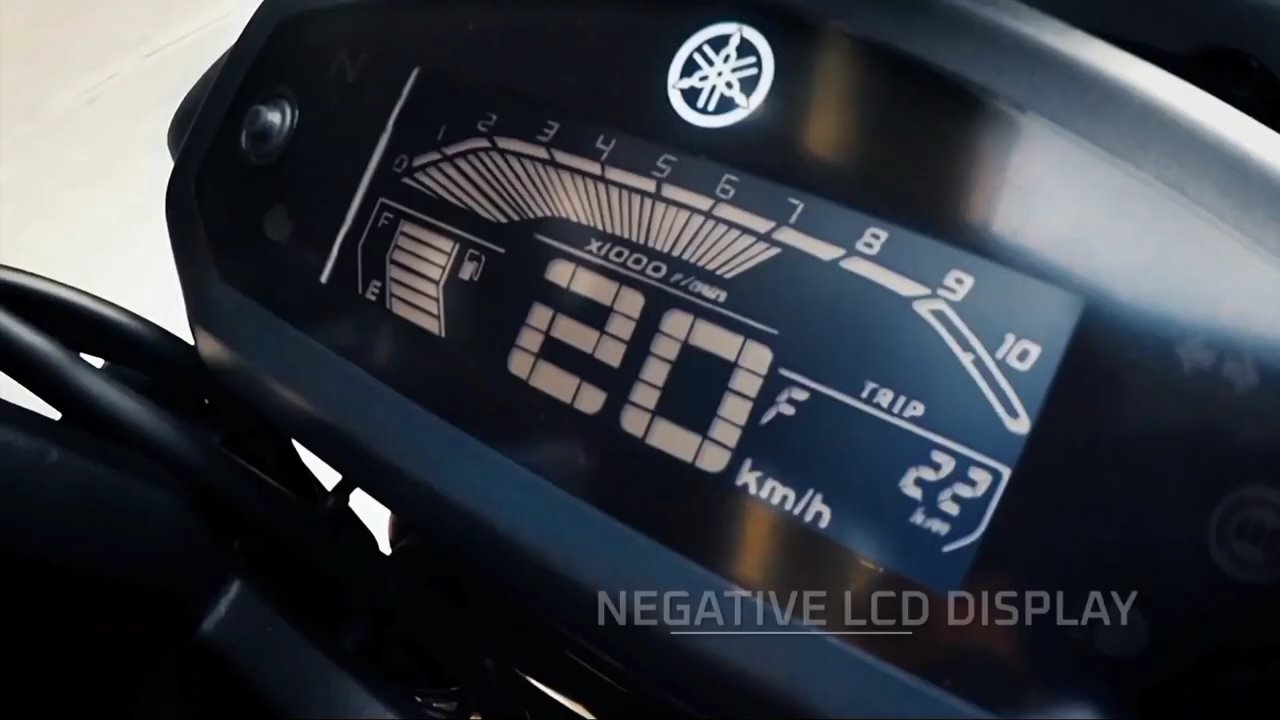 N
0 1 2 3 4 5 6 7 8 9 10
x1000 r/min
F
E
20
km/h
F
TRIP
22
km
NEGATIVE LCD DISPLAY